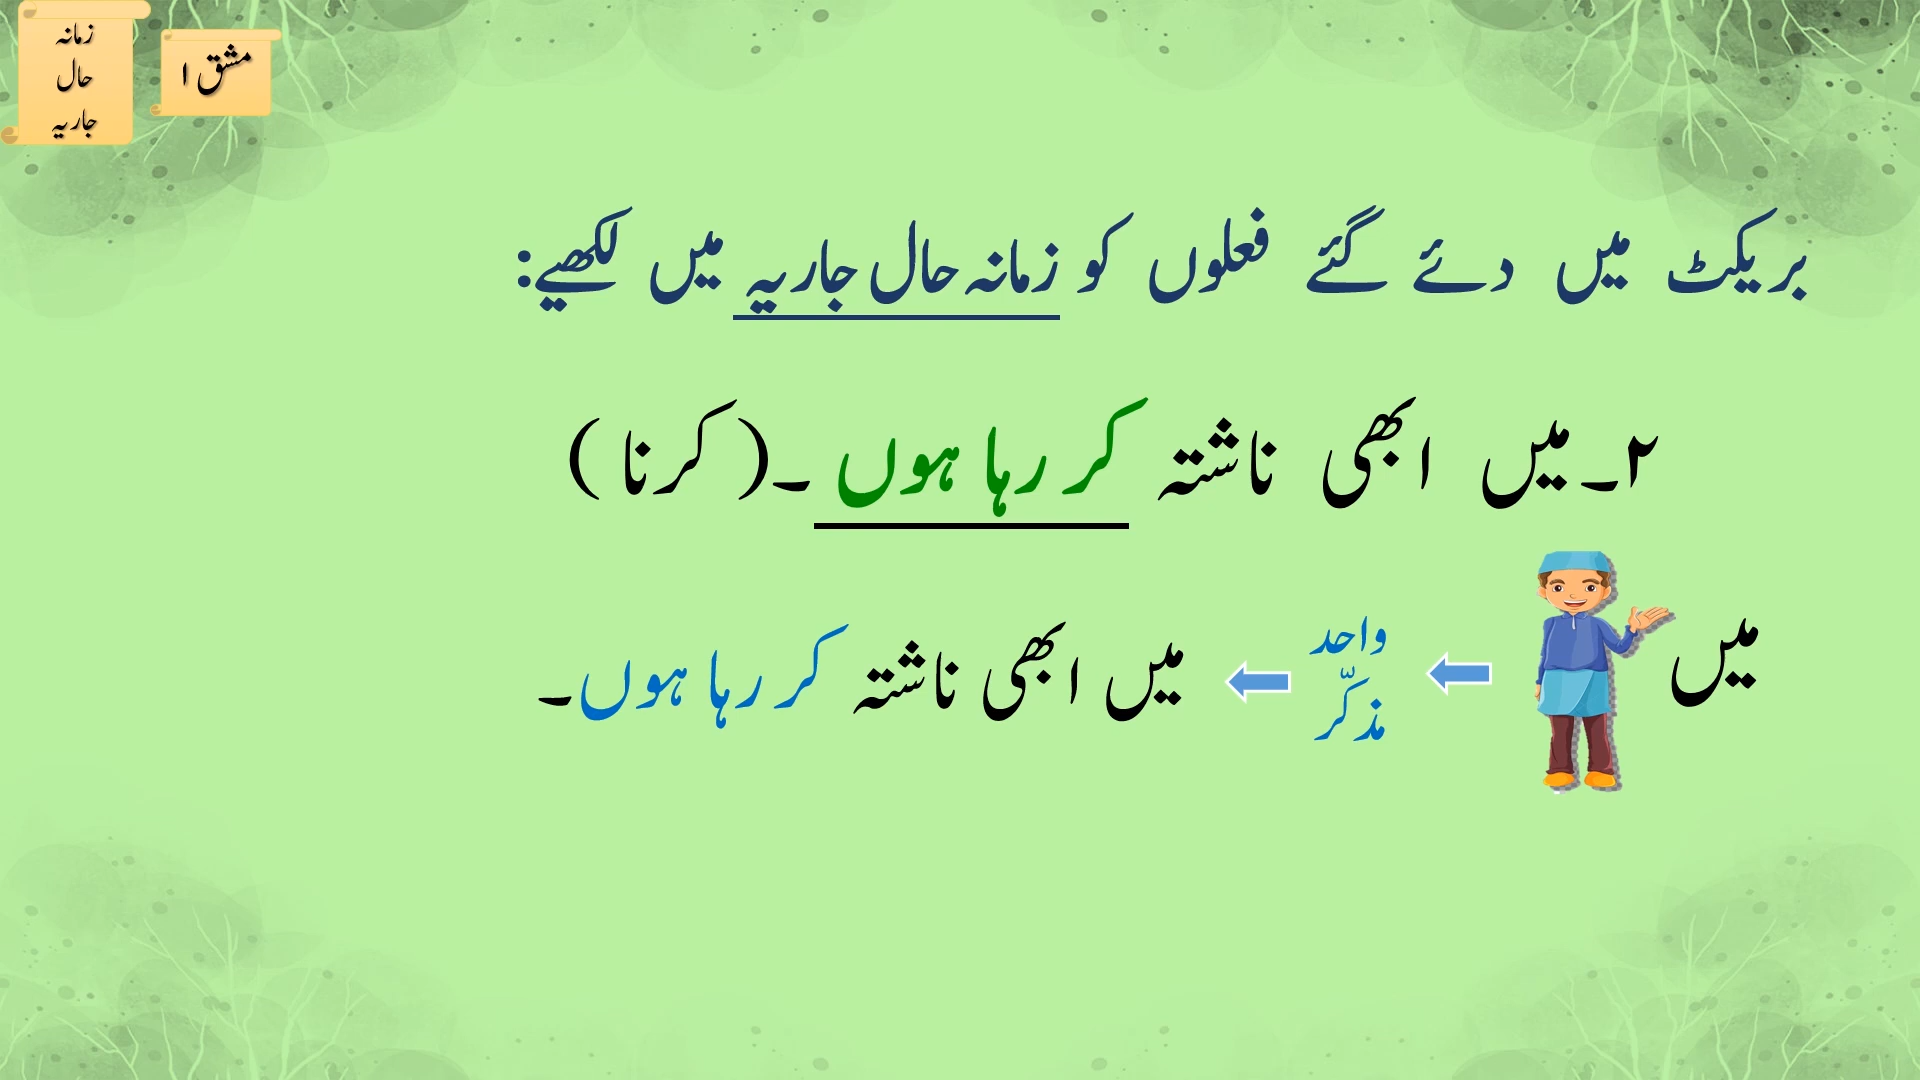 زمانہ
حال
جاریہ
مشق ۱
بریکٹ میں دئے گئے فعلوں کو زمانہ حال جاریہ میں لکھیے:
۲۔ میں ابھی ناشتہ کر رہا ہوں ۔( کرنا )
میں
واحد
مذکّر
میں ابھی ناشتہ کر رہا ہوں۔